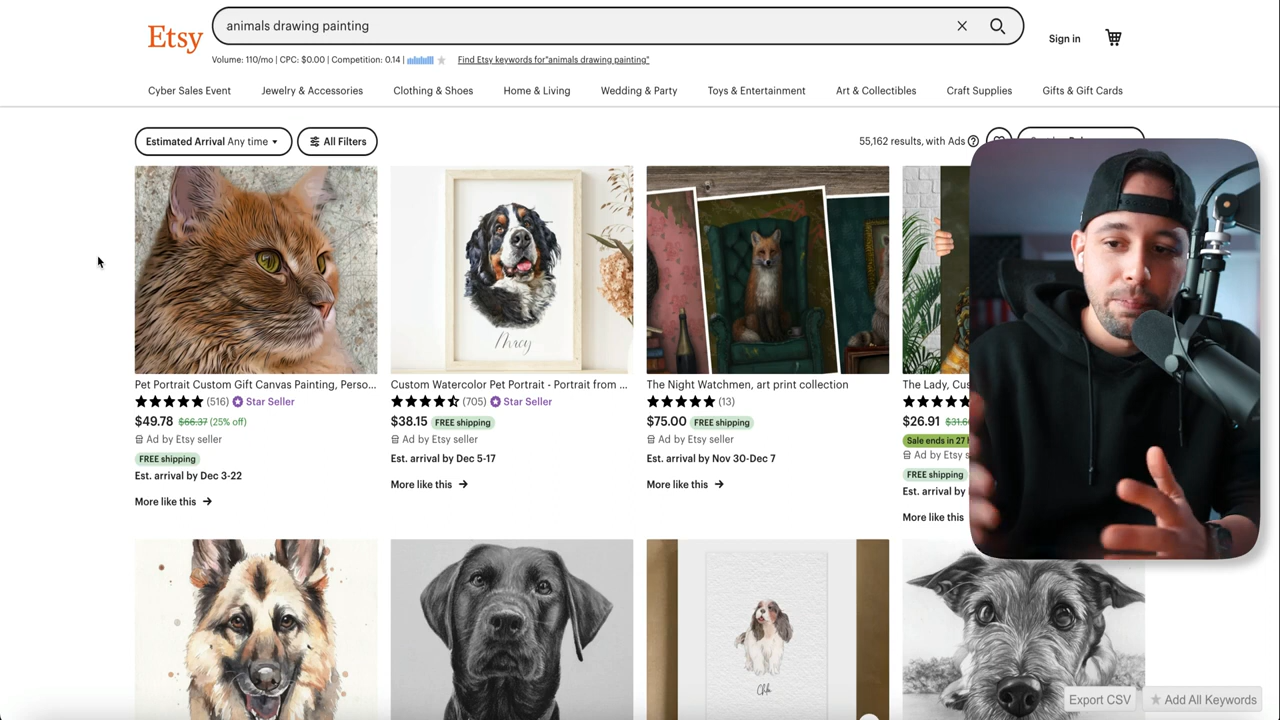 animals drawing painting
Etsy
Sign in
Volume: 110/mo | CPC: $0.00 | Competition: 0.14 |
Find Etsy keywords for"animals drawing painting"
Cyber Sales Event
Jewelry & Accessories
Clothing & Shoes
Home & Living
Wedding & Party
Toys & Entertainment
Art & Collectibles
Craft Supplies
Gifts & Gift Cards
Estimated Arrival Any time
All Filters
55,162 results, with Ads
Mercy
Pet Portrait Custom Gift Canvas Painting, Perso...
(516) Star Seller
$49.78 $66.37 (25% off)
Ad by Etsy seller
FREE shipping
Est. arrival by Dec 3-22
More like this
Custom Watercolor Pet Portrait - Portrait from ...
(705) Star Seller
$38.15 FREE shipping
Ad by Etsy seller
Est. arrival by Dec 5-17
More like this
The Night Watchmen, art print collection
(13)
$75.00 FREE shipping
Ad by Etsy seller
Est. arrival by Nov 30-Dec 7
More like this
The Lady, Cus
$26.91
Sale ends in 27
Ad by Etsy s
FREE shipping
Est. arrival by
More like this
Export CSV
Add All Keywords